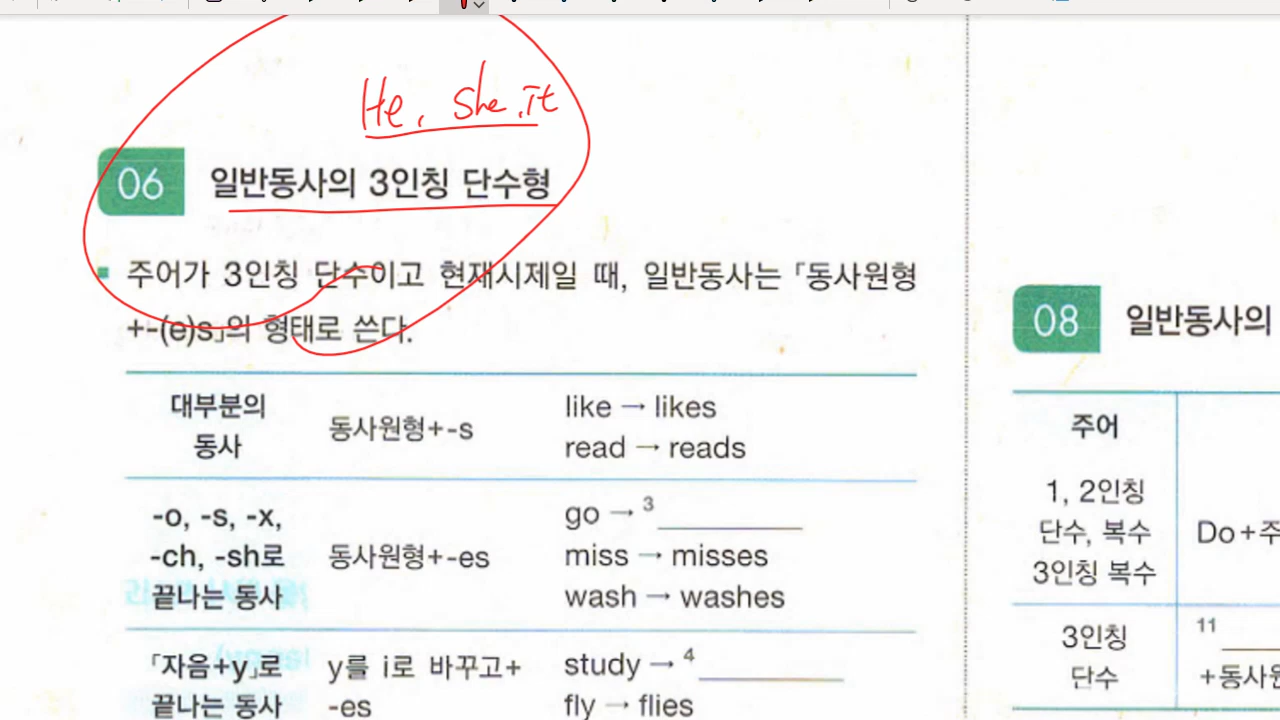 He, she, it
06 일반동사의 3인칭 단수형
주어가 3인칭 단수이고 현재시제일 때, 일반동사는 「동사원형
+-(e)s」의 형태로 쓴다.
대부분의
동사
동사원형+-s
like → likes
read → reads
-o, -s, -x,
-ch, -sh로
끝나는 동사
동사원형+-es
go → 3
miss → misses
wash → washes
「자음+y」로
끝나는 동사
y를 i로 바꾸고+
-es
study → 4
fly → flies
08 일반동사의
주어
1, 2인칭
단수, 복수
3인칭 복수
Do+주
3인칭
단수
11
+동사원